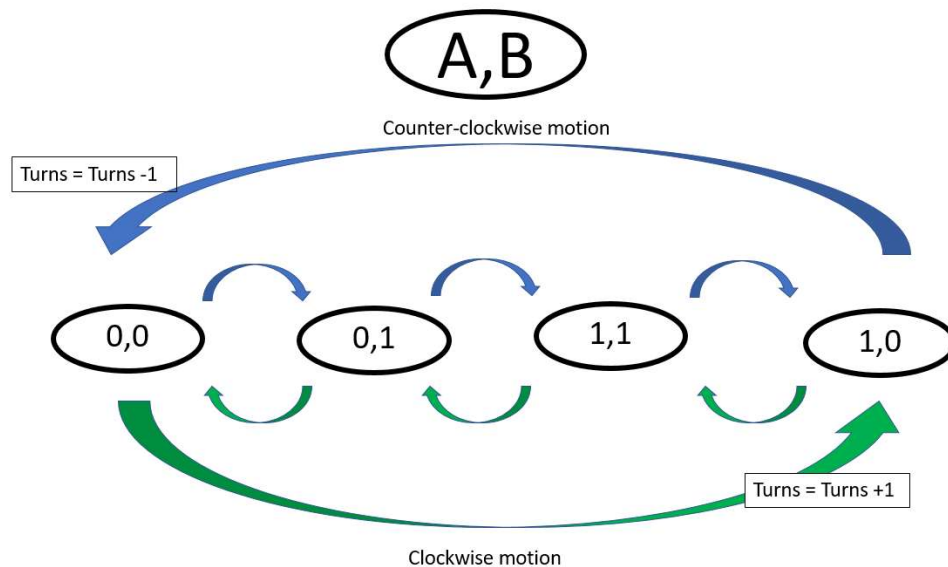 A,B
Counter-clockwise motion
Turns = Turns -1
0,0
0,1
1,1
1,0
Turns = Turns +1
Clockwise motion